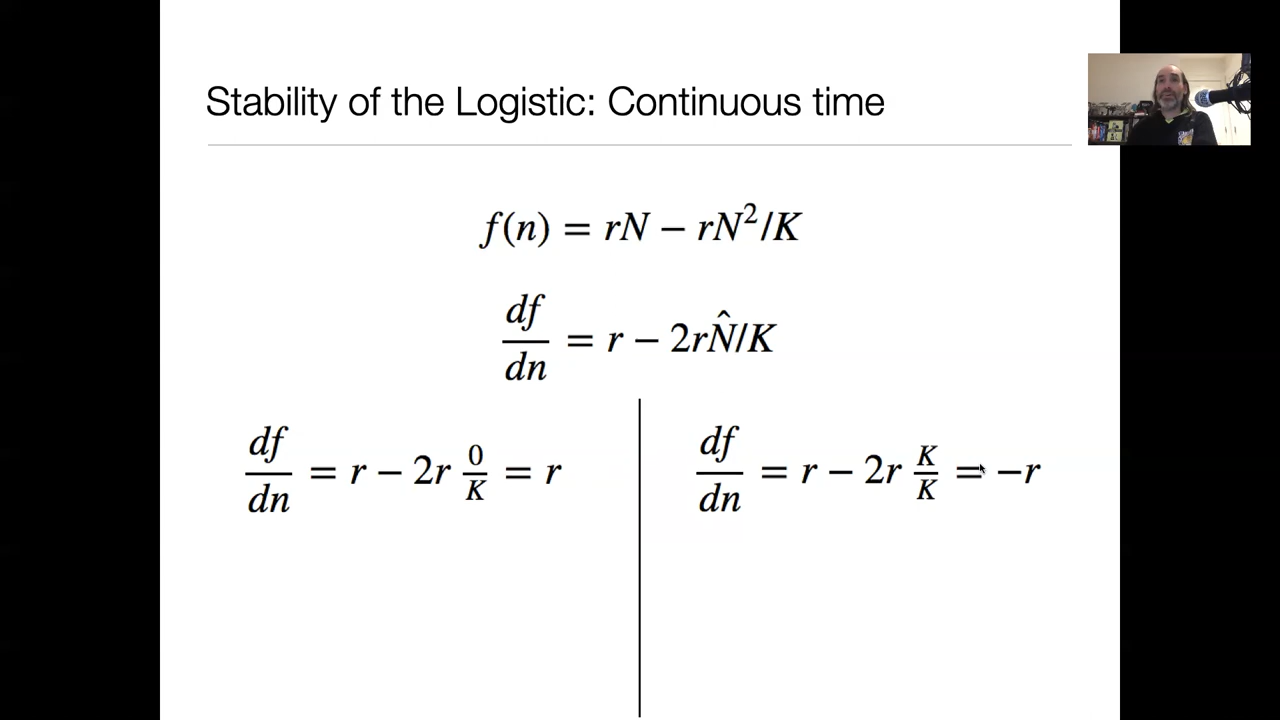 Stability of the Logistic: Continuous time
f(n) = rN − rN²/K
df/dn = r − 2rN̂/K
df/dn = r − 2r 0/K = r
df/dn = r − 2r K/K = −r